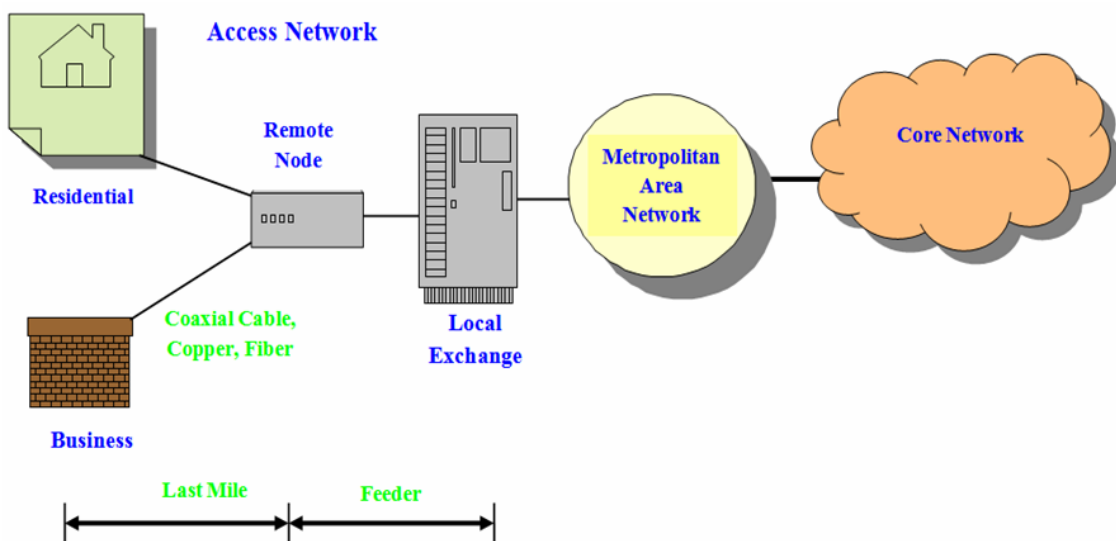 Access Network
Remote
Node
Residential
Core Network
Metropolitan
Area
Network
Coaxial Cable,
Copper, Fiber
Local
Exchange
Business
Last Mile
Feeder